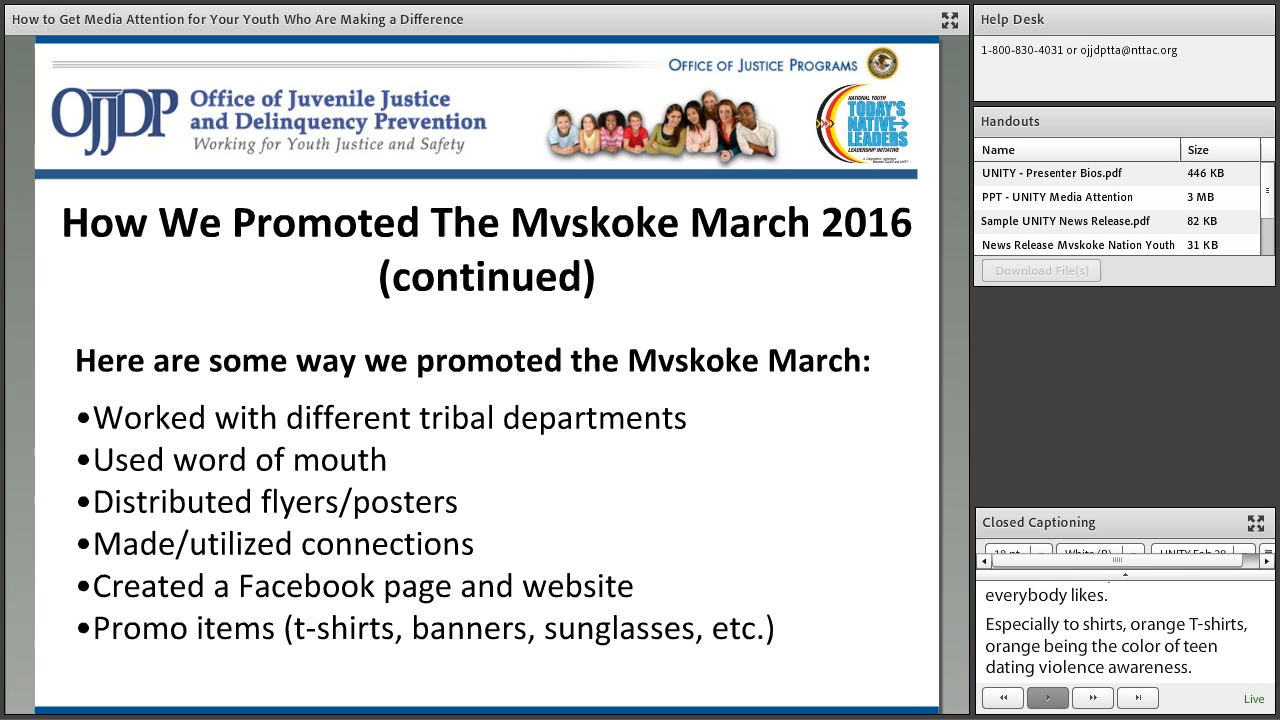 How to Get Media Attention for Your Youth Who Are Making a Difference
OFFICE OF JUSTICE PROGRAMS
OJJDP
Office of Juvenile Justice
and Delinquency Prevention
Working for Youth Justice and Safety
NATIONAL YOUTH
TODAY'S
NATIVE
LEADERS
LEADERSHIP INITIATIVE
How We Promoted The Mvskoke March 2016
(continued)
Here are some way we promoted the Mvskoke March:
•Worked with different tribal departments
•Used word of mouth
•Distributed flyers/posters
•Made/utilized connections
•Created a Facebook page and website
•Promo items (t-shirts, banners, sunglasses, etc.)
Help Desk
1-800-830-4031 or ojjdptta@nttac.org
Handouts
Name Size
UNITY - Presenter Bios.pdf 446 KB
PPT - UNITY Media Attention 3 MB
Sample UNITY News Release.pdf 82 KB
News Release Mvskoke Nation Youth 31 KB
Download File(s)
Closed Captioning
everybody likes.
Especially to shirts, orange T-shirts,
orange being the color of teen
dating violence awareness.
Live